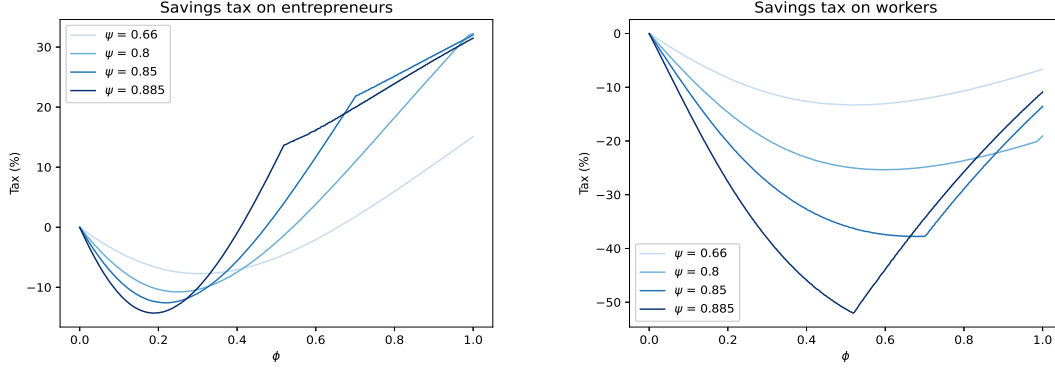 Savings tax on entrepreneurs
Tax (%)
30
20
10
0
−10
ψ = 0.66
ψ = 0.8
ψ = 0.85
ψ = 0.885
0.0 0.2 0.4 0.6 0.8 1.0
ϕ
Savings tax on workers
Tax (%)
0
−10
−20
−30
−40
−50
ψ = 0.66
ψ = 0.8
ψ = 0.85
ψ = 0.885
0.0 0.2 0.4 0.6 0.8 1.0
ϕ